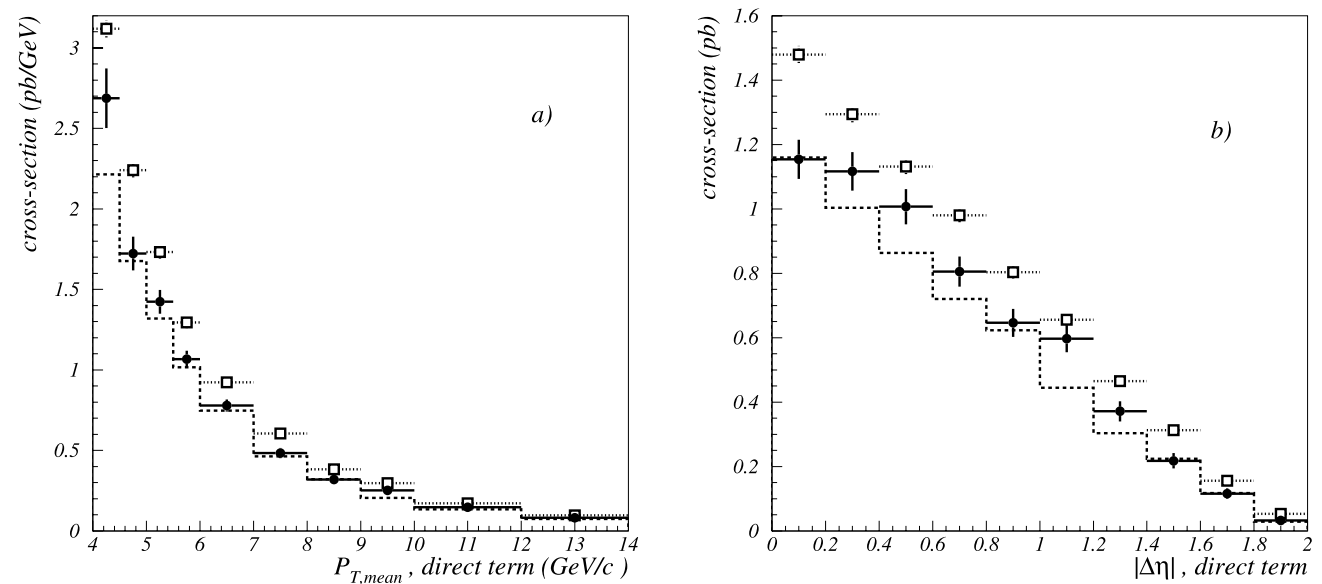 cross-section (pb/GeV)
3
2.5
2
1.5
1
0.5
0
4 5 6 7 8 9 10 11 12 13 14
a)
P_{T,mean} , direct term (GeV/c )
cross-section (pb)
1.6
1.4
1.2
1
0.8
0.6
0.4
0.2
0
0 0.2 0.4 0.6 0.8 1 1.2 1.4 1.6 1.8 2
b)
|Δη| , direct term